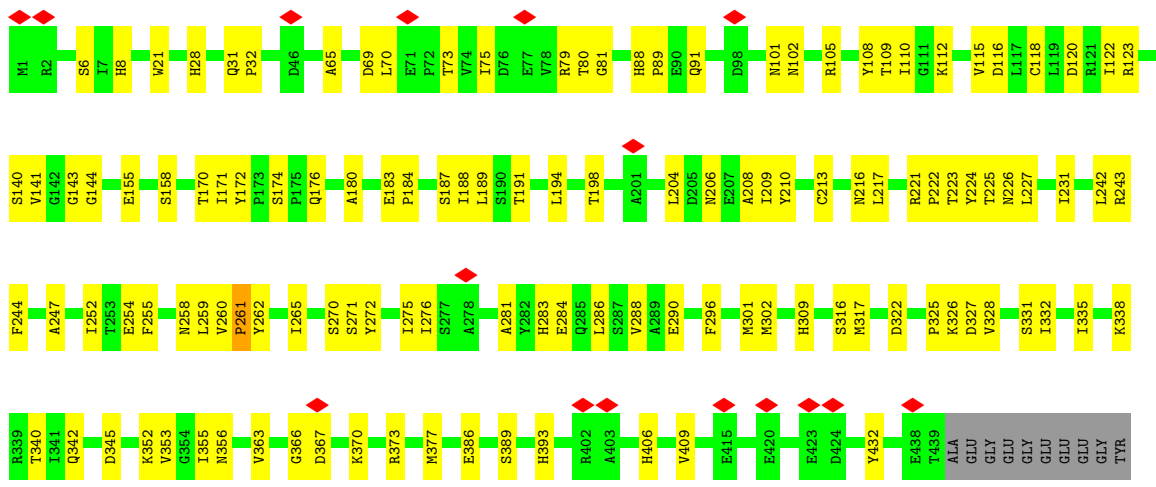 M1 R2 S6 I7 H8 W21 H28 Q31 P32 D46 A65 D69 L70 E71 P72 T73 V74 I75 D76 E77 V78 R79 T80 G81 H88 P89 E90 Q91 D98 N101 N102 R105 Y108 T109 I110 G111 K112 V115 D116 L117 C118 L119 D120 R121 I122 R123
S140 V141 G142 G143 G144 E155 S158 T170 I171 Y172 P173 S174 P175 Q176 A180 E183 P184 S187 I188 L189 S190 T191 L194 T198 A201 L204 D205 N206 E207 A208 I209 Y210 C213 N216 L217 R221 P222 T223 Y224 T225 N226 L227 I231 L242 R243
F244 A247 I252 T253 E254 F255 N258 L259 V260 P261 Y262 I265 S270 S271 Y272 I275 I276 S277 A278 A281 Y282 H283 E284 Q285 L286 S287 V288 A289 E290 F296 M301 M302 H309 S316 M317 D322 P325 K326 D327 V328 S331 I332 I335 K338
R339 T340 I341 Q342 D345 K352 V353 G354 I355 N356 V363 G366 D367 K370 R373 M377 E386 S389 H393 R402 A403 H406 V409 E415 E420 E423 D424 Y432 E438 T439 ALA GLU GLY GLU GLY GLU GLU GLU GLY TYR